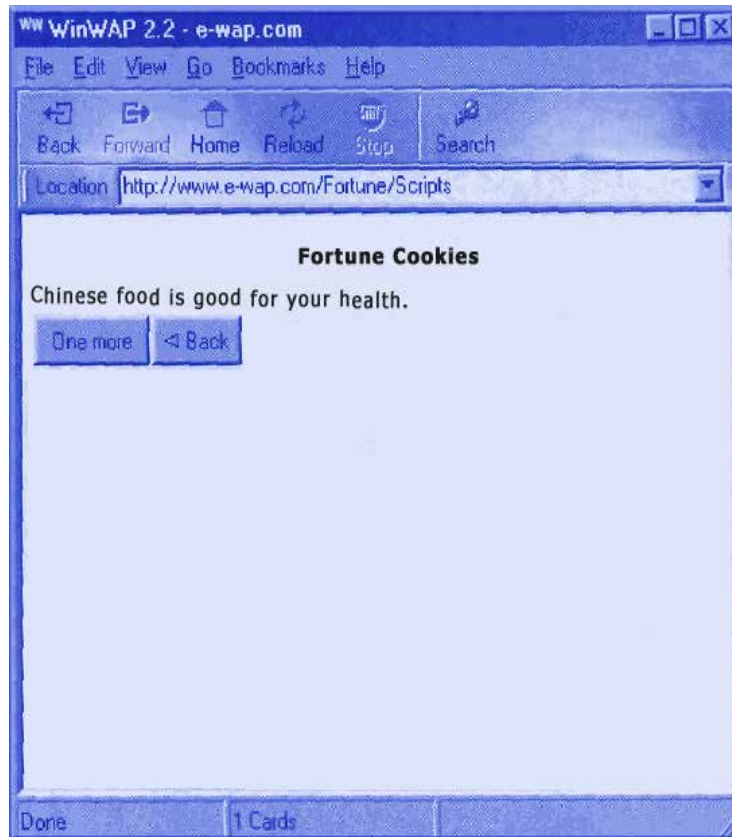 WW WinWAP 2.2 - e-wap.com
File Edit View Go Bookmarks Help
Back Forward Home Reload Stop Search
Location http://www.e-wap.com/Fortune/Scripts
Fortune Cookies
Chinese food is good for your health.
One more Back
Done 1 Cards